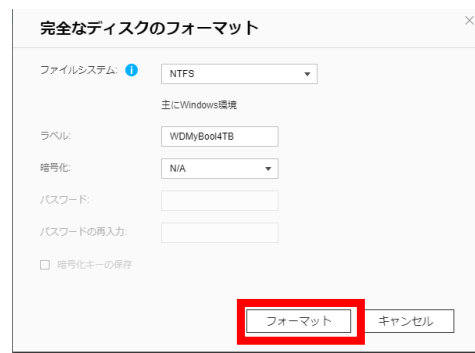 完全なディスクのフォーマット
ファイルシステム: NTFS
主にWindows環境
ラベル: WDMyBool4TB
暗号化: N/A
パスワード:
パスワードの再入力:
暗号化キーの保存
フォーマット キャンセル